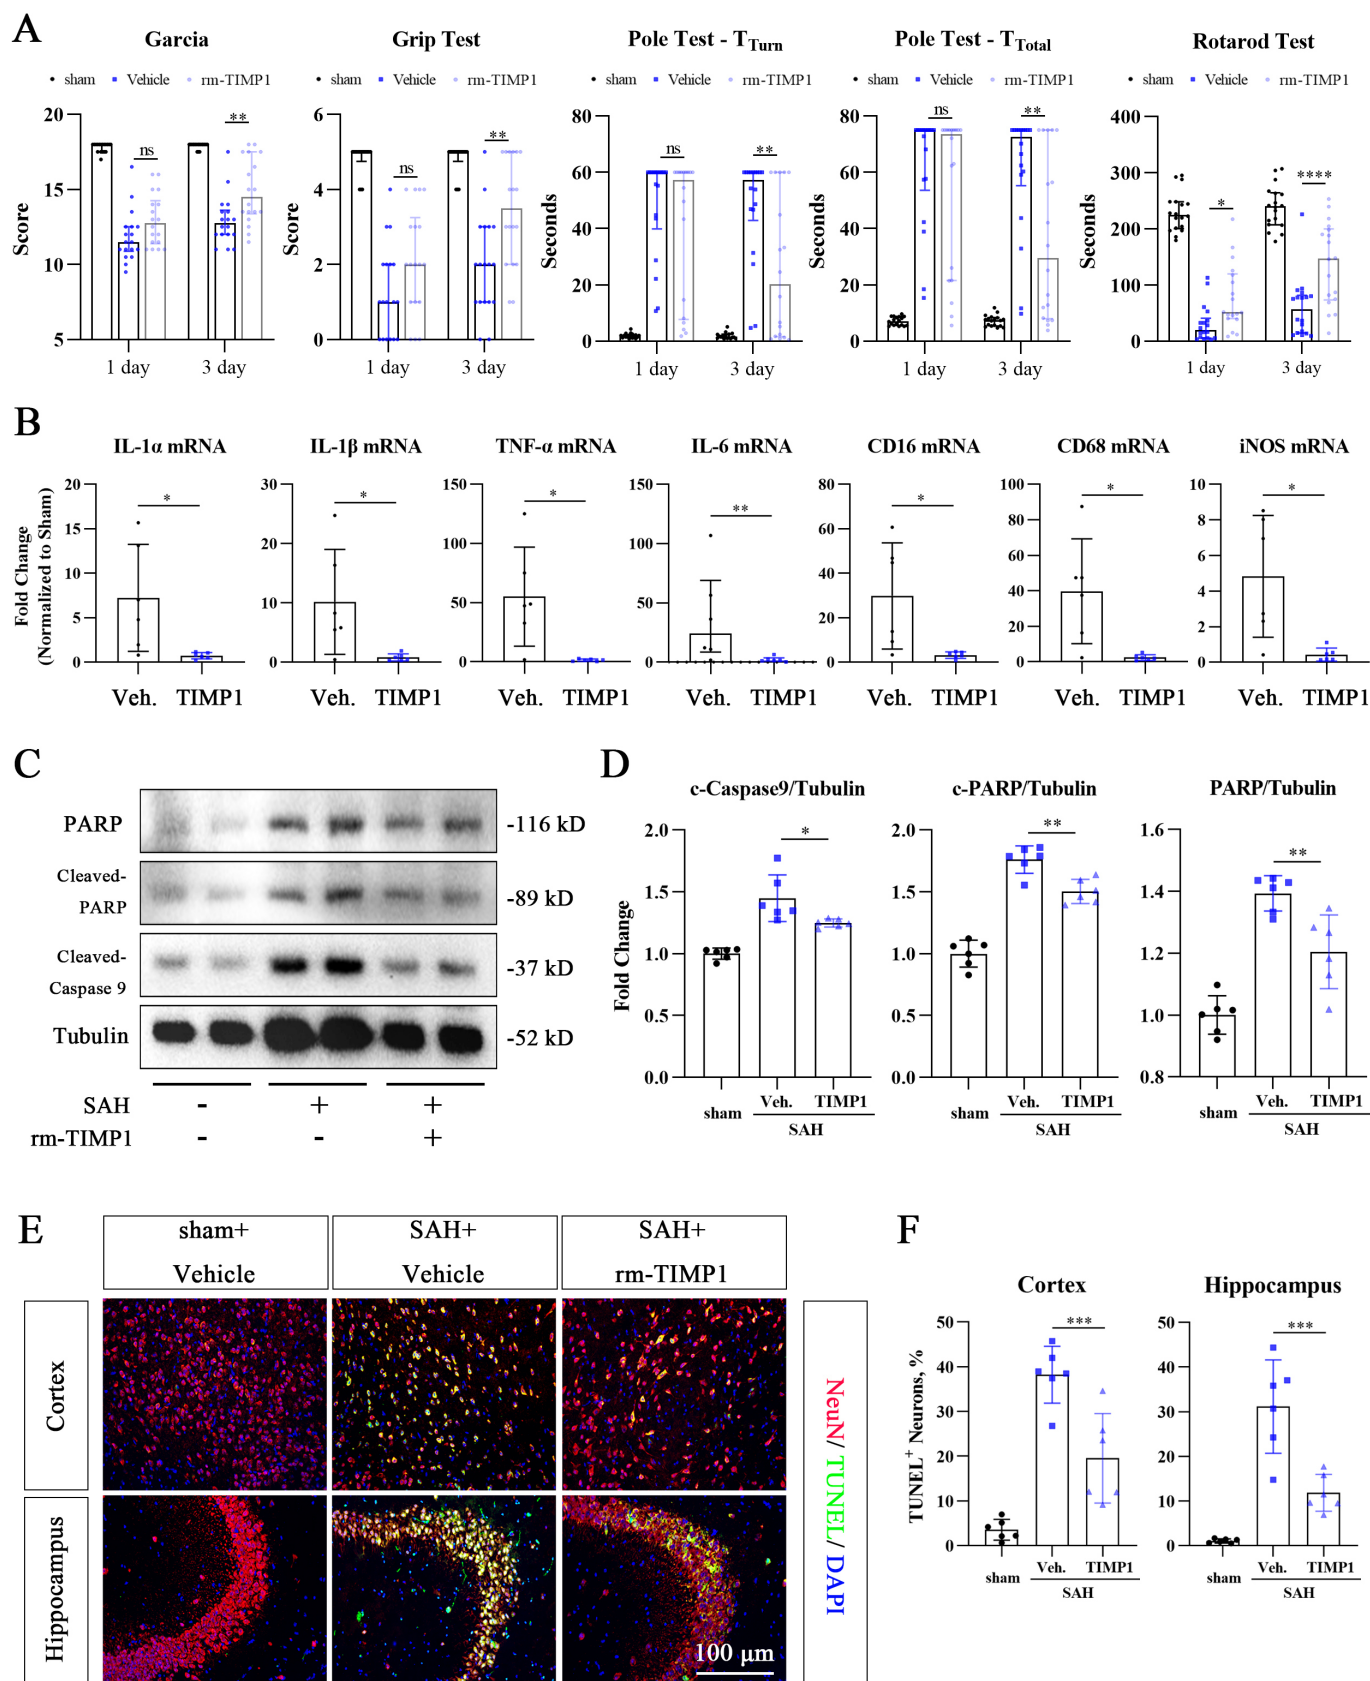 A
Garcia
Grip Test
Pole Test - T Turn
Pole Test - T Total
Rotarod Test
sham Vehicle rm-TIMP1
sham Vehicle rm-TIMP1
sham Vehicle rm-TIMP1
sham Vehicle rm-TIMP1
sham Vehicle rm-TIMP1
Score
20
15
10
5
ns
**
1 day
3 day
Score
6
4
2
0
ns
**
1 day
3 day
Seconds
80
60
40
20
0
ns
**
1 day
3 day
Seconds
80
60
40
20
0
ns
**
1 day
3 day
Seconds
400
300
200
100
0
*
****
1 day
3 day
B
Fold Change
(Normalized to Sham)
IL-1α mRNA
20
15
10
5
0
*
Veh. TIMP1
IL-1β mRNA
30
20
10
0
*
Veh. TIMP1
TNF-α mRNA
150
100
50
0
*
Veh. TIMP1
IL-6 mRNA
150
100
50
0
**
Veh. TIMP1
CD16 mRNA
80
60
40
20
0
*
Veh. TIMP1
CD68 mRNA
100
80
60
40
20
0
*
Veh. TIMP1
iNOS mRNA
10
8
6
4
2
0
*
Veh. TIMP1
C
PARP
-116 kD
Cleaved-
PARP
-89 kD
Cleaved-
Caspase 9
-37 kD
Tubulin
-52 kD
SAH - + +
rm-TIMP1 - - +
D
Fold Change
c-Caspase9/Tubulin
2.0
1.5
1.0
0.5
0.0
*
sham
Veh. TIMP1
SAH
c-PARP/Tubulin
2.0
1.5
1.0
0.5
0.0
**
sham
Veh. TIMP1
SAH
PARP/Tubulin
1.6
1.4
1.2
1.0
0.8
**
sham
Veh. TIMP1
SAH
E
sham+
Vehicle
SAH+
Vehicle
SAH+
rm-TIMP1
Cortex
Hippocampus
NeuN/ TUNEL/ DAPI
100 μm
F
TUNEL+ Neurons, %
Cortex
50
40
30
20
10
0
***
sham
Veh. TIMP1
SAH
Hippocampus
50
40
30
20
10
0
***
sham
Veh. TIMP1
SAH